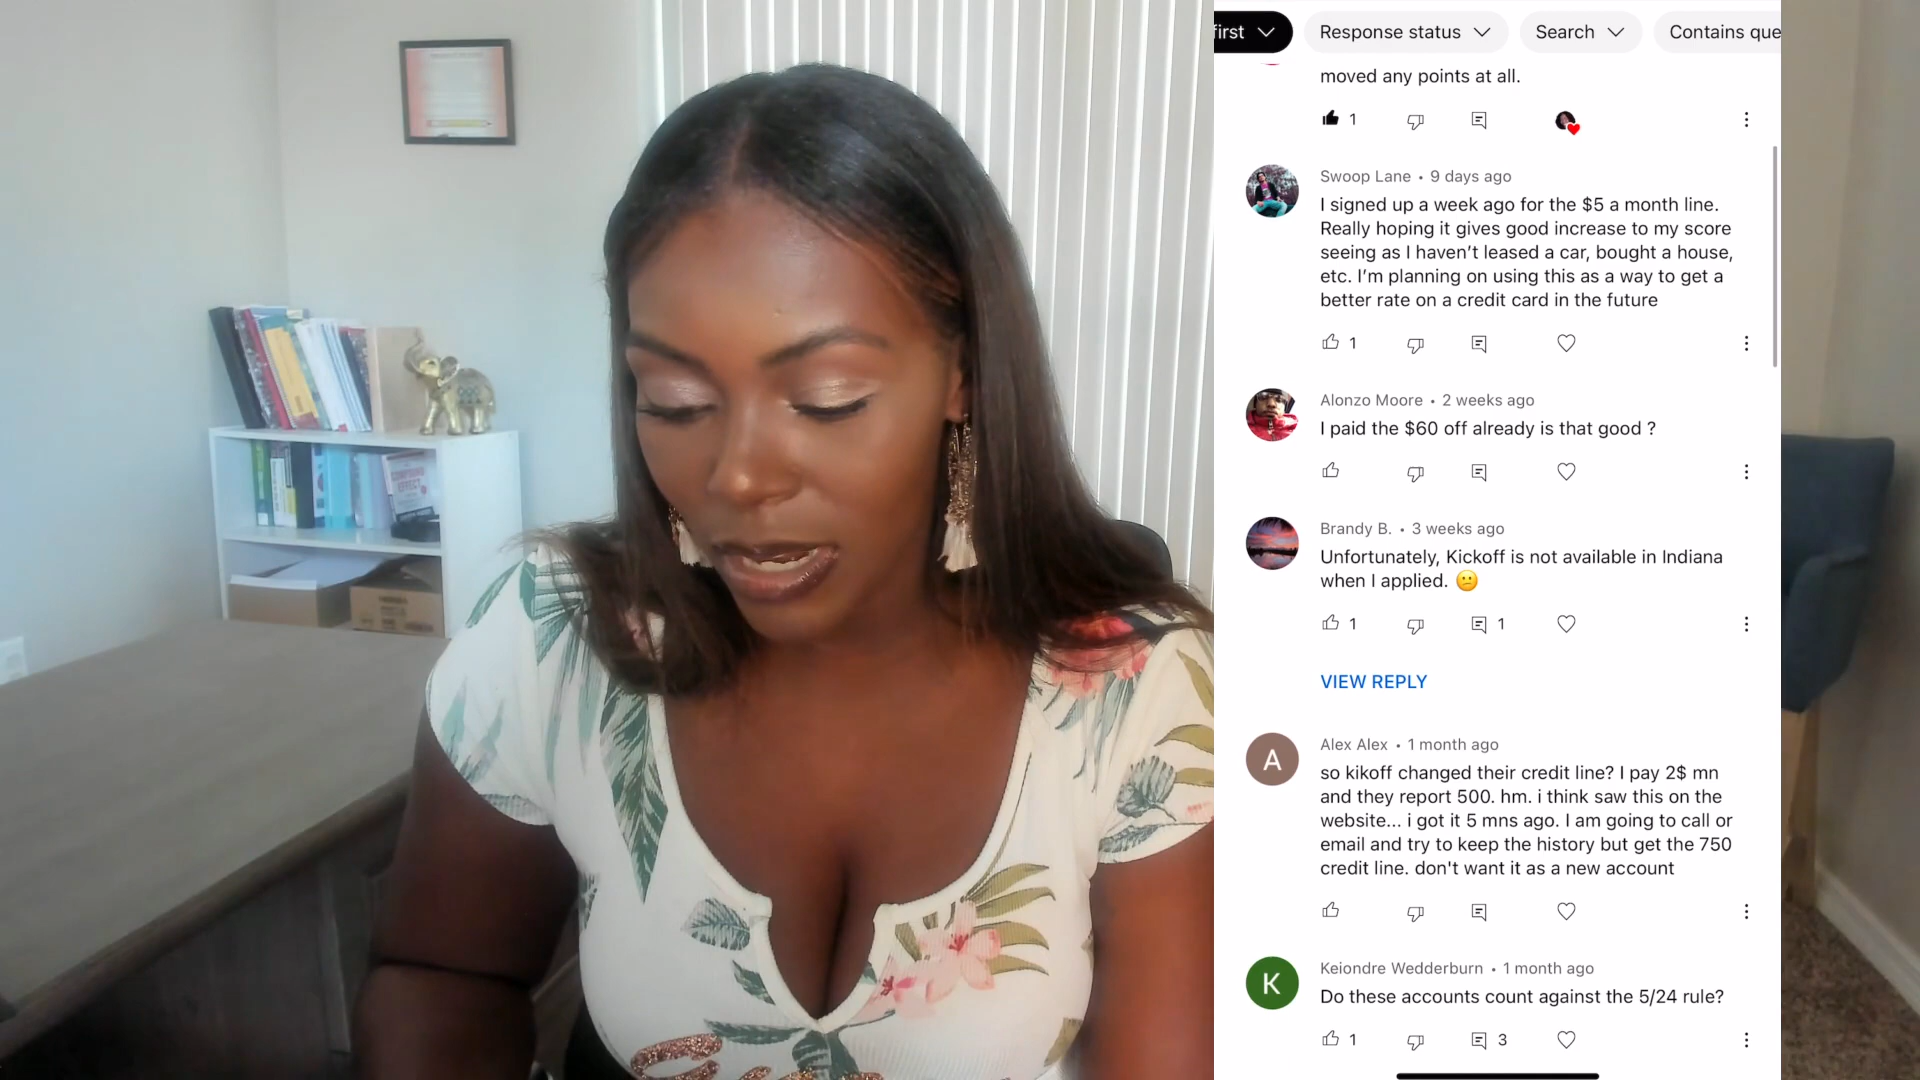 first
Response status
Search
Contains que
moved any points at all.
1
Swoop Lane • 9 days ago
I signed up a week ago for the $5 a month line.
Really hoping it gives good increase to my score
seeing as I haven’t leased a car, bought a house,
etc. I’m planning on using this as a way to get a
better rate on a credit card in the future
1
Alonzo Moore • 2 weeks ago
I paid the $60 off already is that good ?
Brandy B. • 3 weeks ago
Unfortunately, Kickoff is not available in Indiana
when I applied. 😕
1
1
VIEW REPLY
A
Alex Alex • 1 month ago
so kikoff changed their credit line? I pay 2$ mn
and they report 500. hm. i think saw this on the
website... i got it 5 mns ago. I am going to call or
email and try to keep the history but get the 750
credit line. don't want it as a new account
K
Keiondre Wedderburn • 1 month ago
Do these accounts count against the 5/24 rule?
1
3